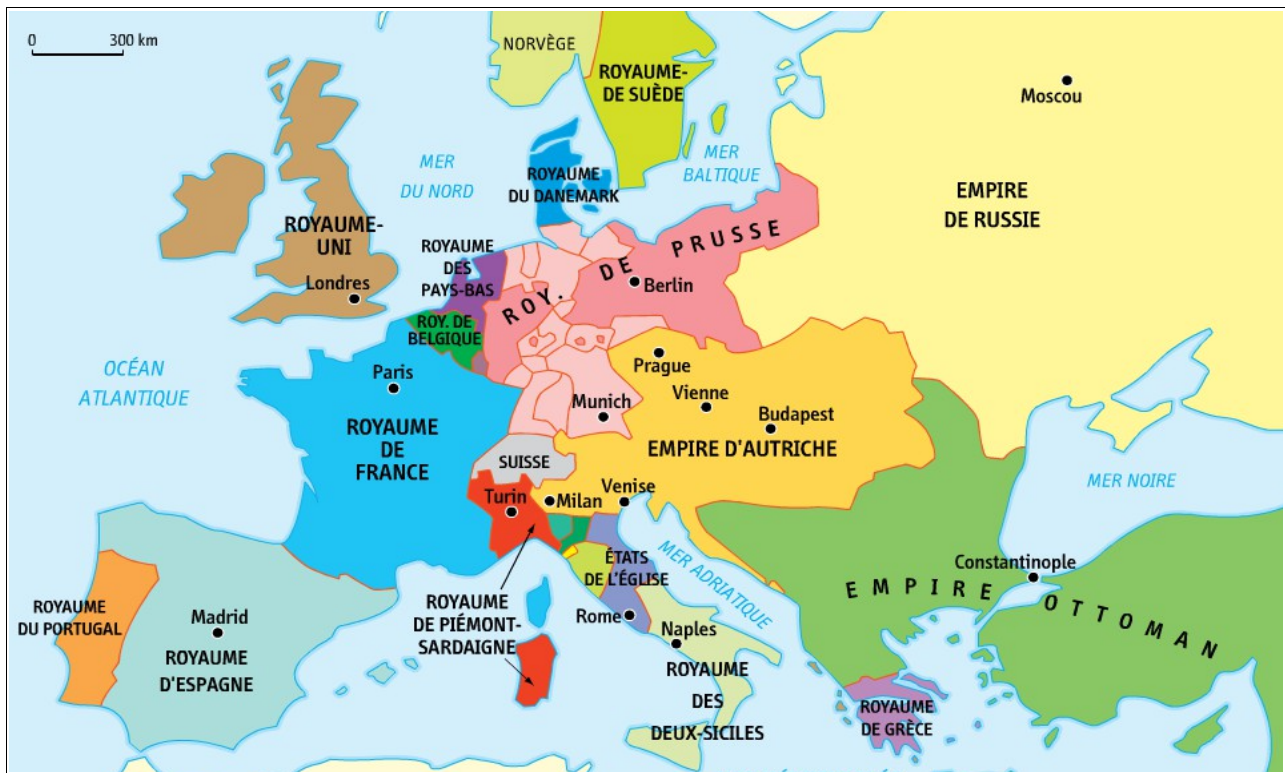 0 300 km
NORVÈGE
ROYAUME-
DE SUÈDE
Moscou
MER
DU NORD
MER
BALTIQUE
ROYAUME
DU DANEMARK
EMPIRE
DE RUSSIE
ROYAUME-
UNI
Londres
ROYAUME
DES
PAYS-BAS
ROY. DE PRUSSE
Berlin
ROY. DE
BELGIQUE
OCÉAN
ATLANTIQUE
Paris
Prague
Vienne
Munich
Budapest
ROYAUME
DE
FRANCE
EMPIRE D'AUTRICHE
SUISSE
MER NOIRE
Turin
Milan
Venise
MER ADRIATIQUE
ÉTATS
DE L'ÉGLISE
Constantinople
EMPIRE OTTOMAN
ROYAUME
DU PORTUGAL
Madrid
ROYAUME
D'ESPAGNE
ROYAUME
DE PIÉMONT-
SARDAIGNE
Rome
Naples
ROYAUME
DES
DEUX-SICILES
ROYAUME
DE GRÈCE